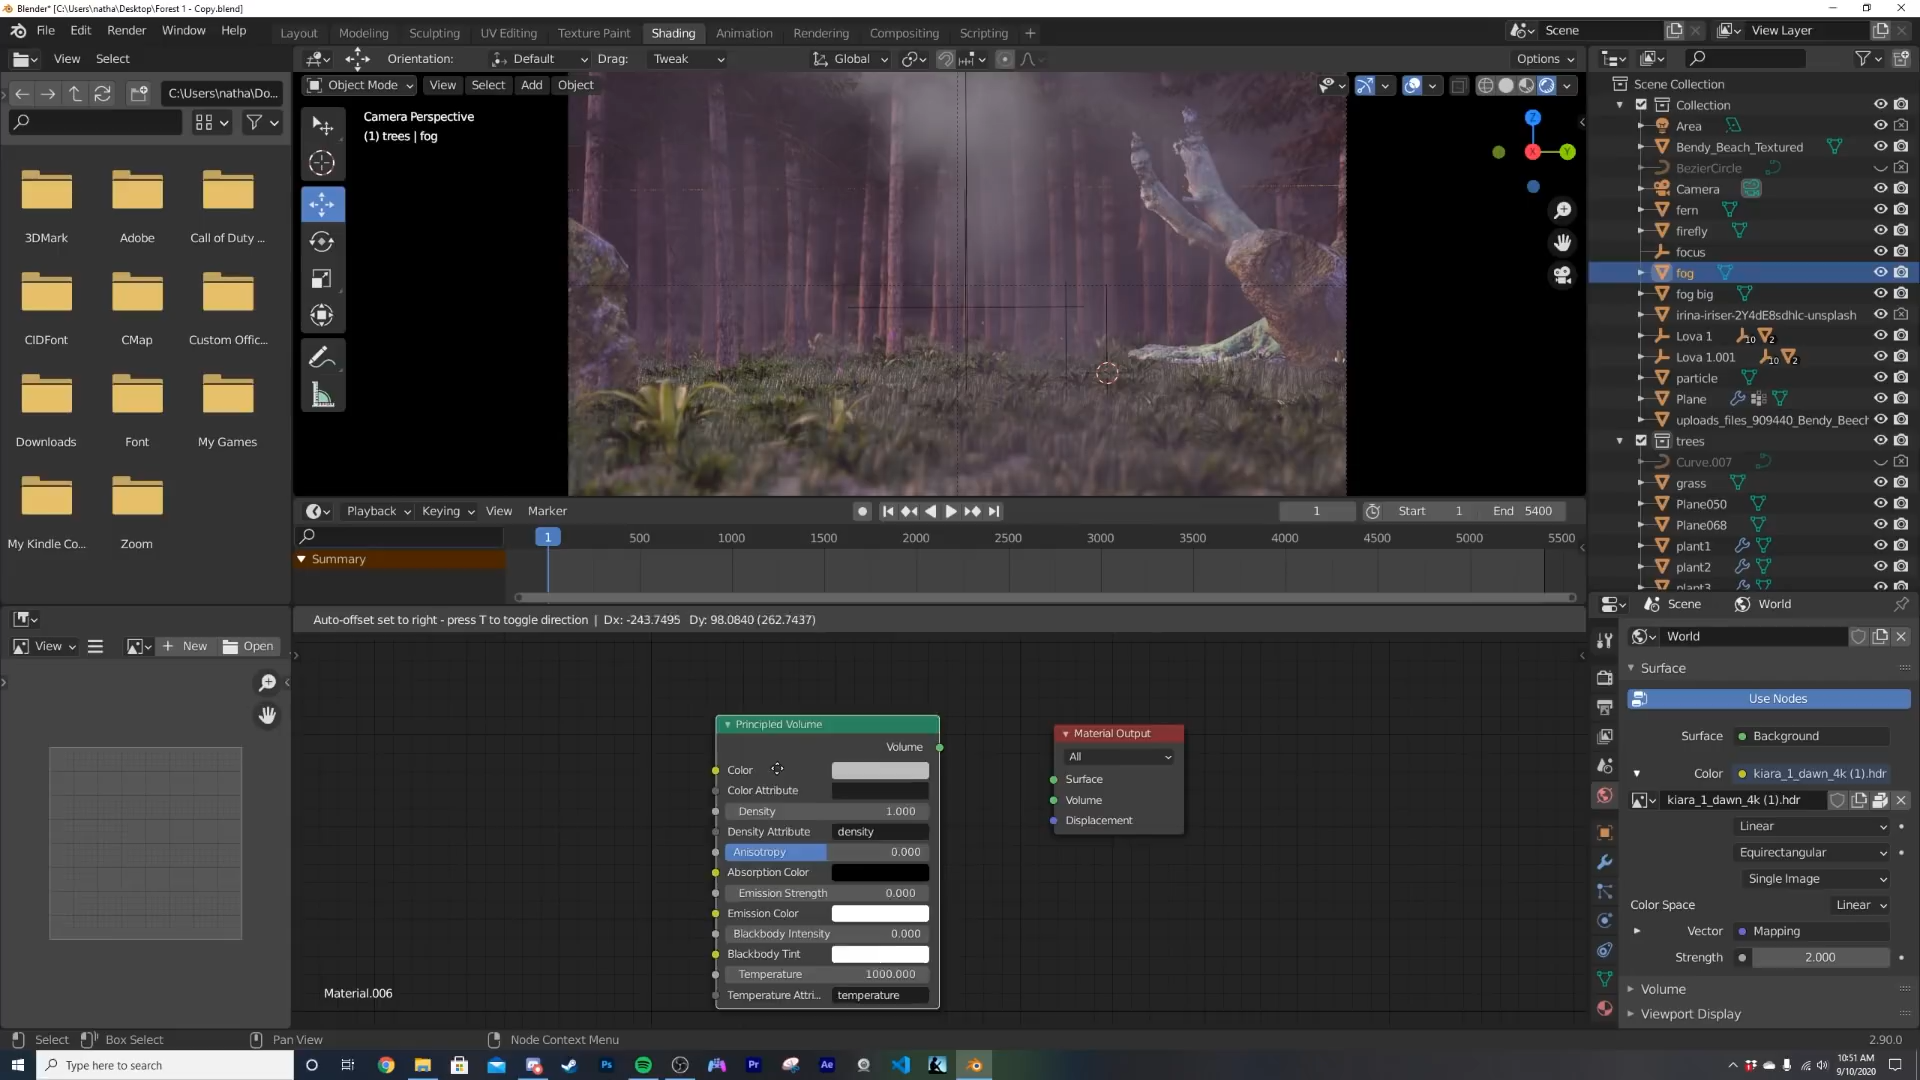 Blender* [C:\Users\natha\Desktop\Forest 1 - Copy.blend]
File Edit Render Window Help
Layout Modeling Sculpting UV Editing Texture Paint Shading Animation Rendering Compositing Scripting +
Scene
View Layer
View Select
Orientation: Default Drag: Tweak Global Options
C:\Users\natha\Do...
Object Mode View Select Add Object
Camera Perspective
(1) trees | fog
Z
X
Y
3DMark
Adobe
Call of Duty ...
CIDFont
CMap
Custom Offic...
Downloads
Font
My Games
My Kindle Co...
Zoom
Scene Collection
Collection
Area
Bendy_Beach_Textured
BezierCircle
Camera
fern
firefly
focus
fog
fog big
irina-iriser-2Y4dE8sdhlc-unsplash
Lova 1 10 2
Lova 1.001 10 2
particle
Plane
uploads_files_909440_Bendy_Beech
trees
Curve.007
grass
Plane050
Plane068
plant1
plant2
plant3
Playback Keying View Marker
1 Start 1 End 5400
1 500 1000 1500 2000 2500 3000 3500 4000 4500 5000 5500
Summary
Auto-offset set to right - press T to toggle direction | Dx: -243.7495 Dy: 98.0840 (262.7437)
View New Open
Principled Volume
Volume
Color
Color Attribute
Density 1.000
Density Attribute density
Anisotropy 0.000
Absorption Color
Emission Strength 0.000
Emission Color
Blackbody Intensity 0.000
Blackbody Tint
Temperature 1000.000
Temperature Attri... temperature
Material Output
All
Surface
Volume
Displacement
Material.006
Scene World
World
Surface
Use Nodes
Surface Background
Color kiara_1_dawn_4k (1).hdr
kiara_1_dawn_4k (1).hdr
Linear
Equirectangular
Single Image
Color Space Linear
Vector Mapping
Strength 2.000
Volume
Viewport Display
Select Box Select Pan View Node Context Menu 2.90.0
Type here to search
Ps
Pr
Ae
10:51 AM
9/10/2020